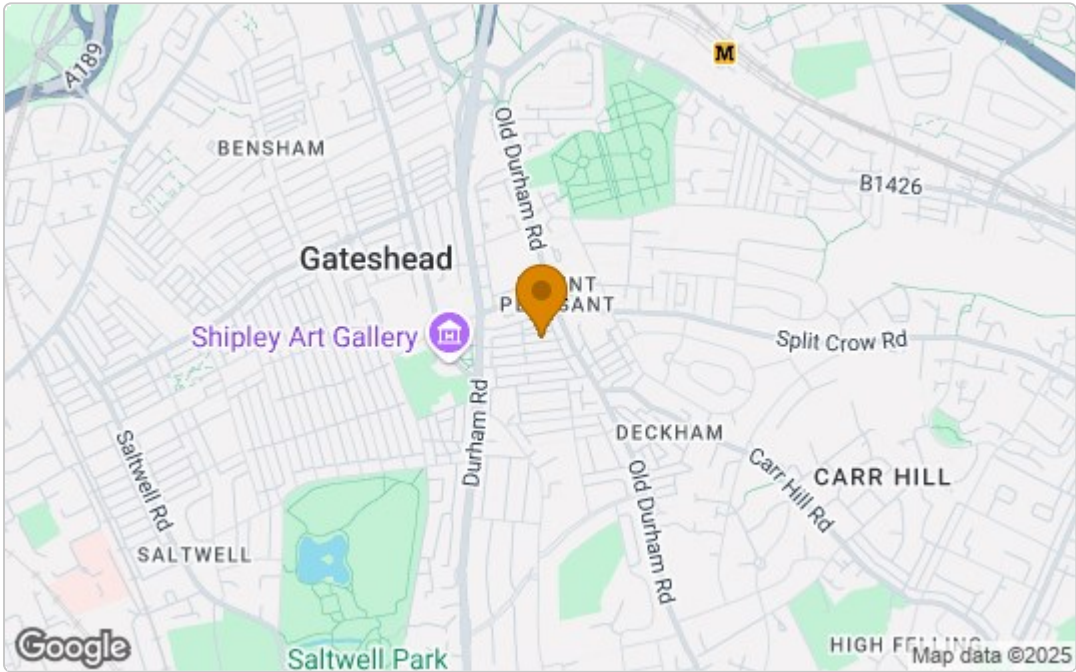 A189
M
BENSHAM
Old Durham Rd
B1426
Gateshead
PLEASANT
Shipley Art Gallery
Split Crow Rd
Durham Rd
DECKHAM
Saltwell Rd
Old Durham Rd
Carr Hill Rd
CARR HILL
SALTWELL
Google
Saltwell Park
HIGH FELLING
Map data ©2025